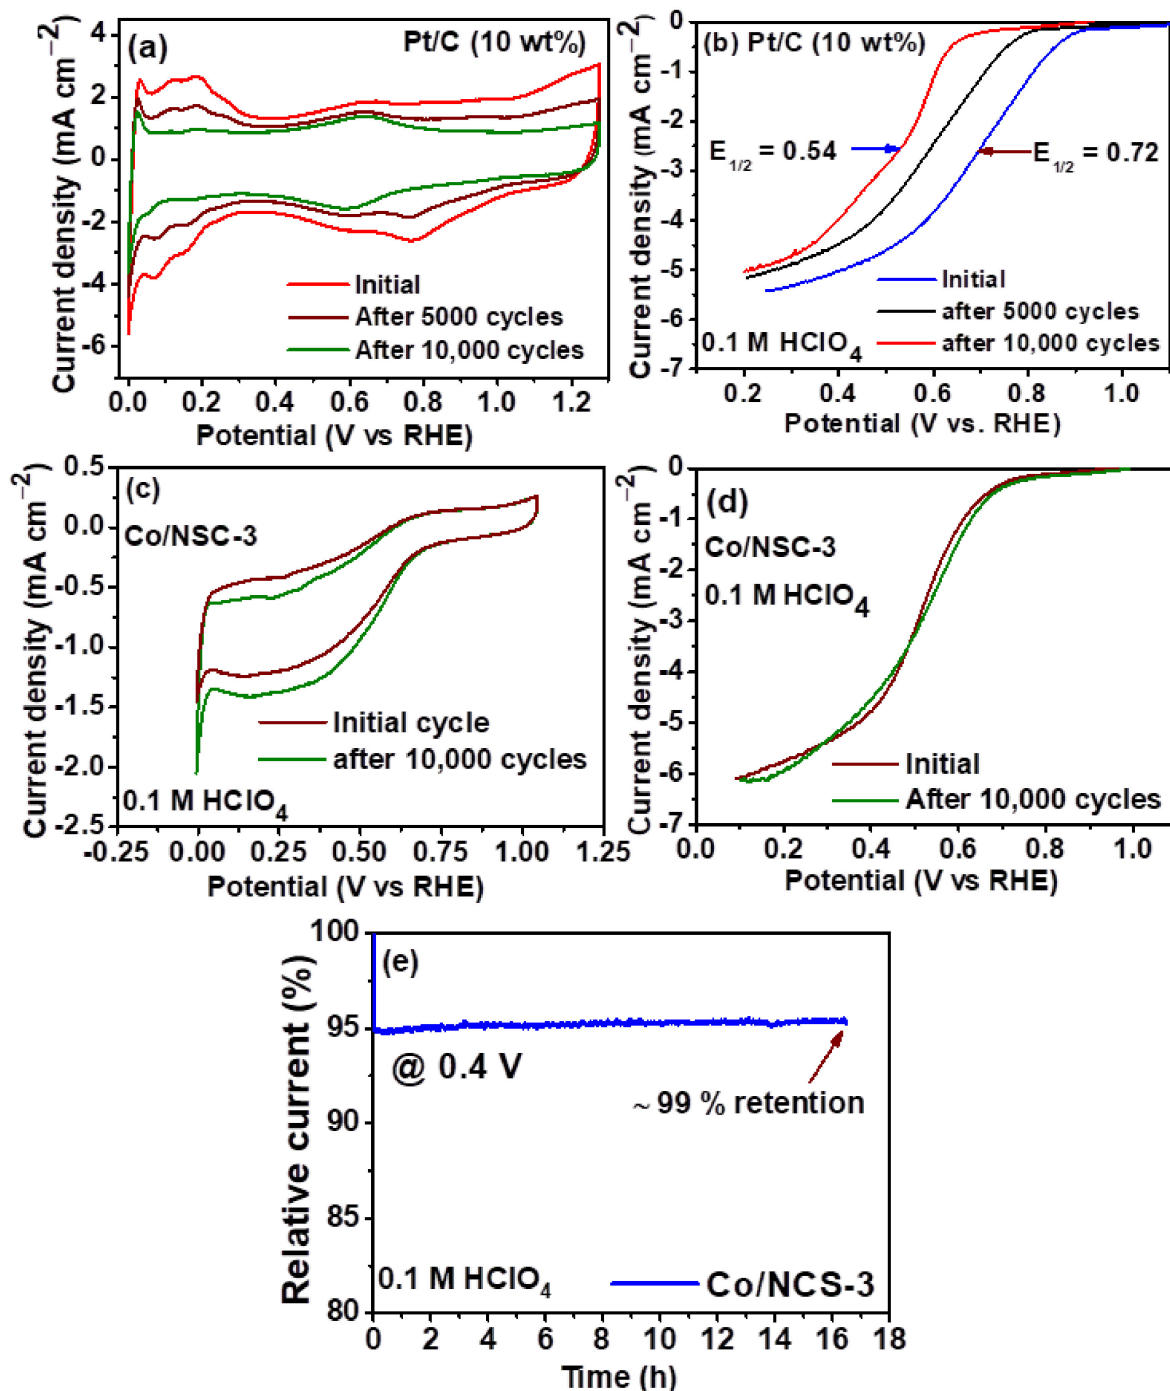 (a)
Pt/C (10 wt%)
Current density (mA cm⁻²)
4
2
0
-2
-4
-6
Initial
After 5000 cycles
After 10,000 cycles
0.0 0.2 0.4 0.6 0.8 1.0 1.2
Potential (V vs RHE)
(b) Pt/C (10 wt%)
Current density (mA cm⁻²)
0
-1
-2
-3
-4
-5
-6
-7
E₁/₂ = 0.54
E₁/₂ = 0.72
Initial
after 5000 cycles
after 10,000 cycles
0.1 M HClO₄
0.2 0.4 0.6 0.8 1.0
Potential (V vs. RHE)
(c)
Co/NSC-3
Current density (mA cm⁻²)
0.5
0.0
-0.5
-1.0
-1.5
-2.0
-2.5
Initial cycle
after 10,000 cycles
0.1 M HClO₄
-0.25 0.00 0.25 0.50 0.75 1.00 1.25
Potential (V vs RHE)
(d)
Co/NSC-3
0.1 M HClO₄
Current density (mA cm⁻²)
0
-1
-2
-3
-4
-5
-6
-7
Initial
After 10,000 cycles
0.0 0.2 0.4 0.6 0.8 1.0
Potential (V vs RHE)
(e)
Relative current (%)
100
95
90
85
80
@ 0.4 V
~ 99 % retention
0.1 M HClO₄
Co/NCS-3
0 2 4 6 8 10 12 14 16 18
Time (h)